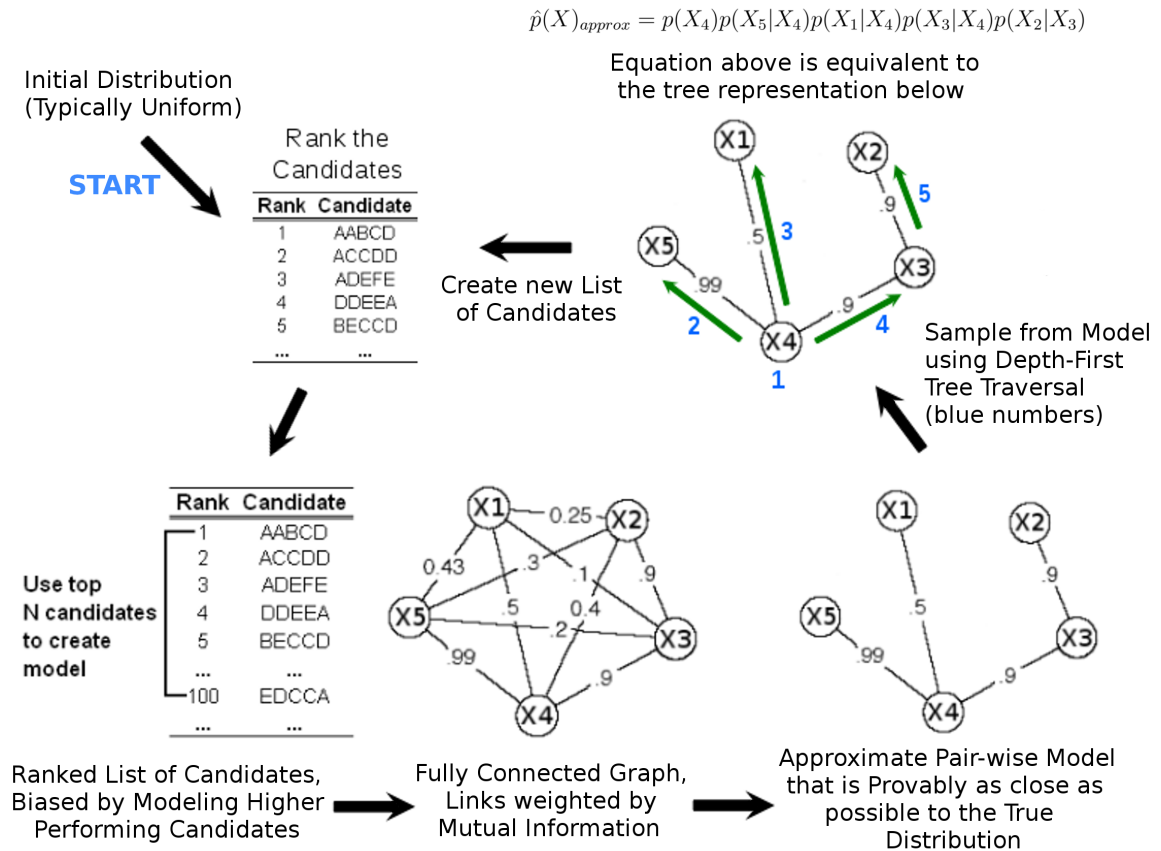 p̂(X)approx = p(X4)p(X5|X4)p(X1|X4)p(X3|X4)p(X2|X3)
Equation above is equivalent to
the tree representation below
Initial Distribution
(Typically Uniform)
START
Rank the
Candidates
Rank Candidate
1 AABCD
2 ACCDD
3 ADEFE
4 DDEEA
5 BECCD
... ...
Create new List
of Candidates
X1
X2
X5
X3
X4
.5
.9
.99
.9
1
2
3
4
5
Sample from Model
using Depth-First
Tree Traversal
(blue numbers)
Rank Candidate
1 AABCD
2 ACCDD
3 ADEFE
4 DDEEA
5 BECCD
... ...
100 EDCCA
... ...
Use top
N candidates
to create
model
X1
X2
X5
X3
X4
0.25
0.43
.3
.1
.9
.5
0.4
.2
.99
.9
X1
X2
X5
X3
X4
.9
.5
.99
.9
Ranked List of Candidates,
Biased by Modeling Higher
Performing Candidates
Fully Connected Graph,
Links weighted by
Mutual Information
Approximate Pair-wise Model
that is Provably as close as
possible to the True
Distribution